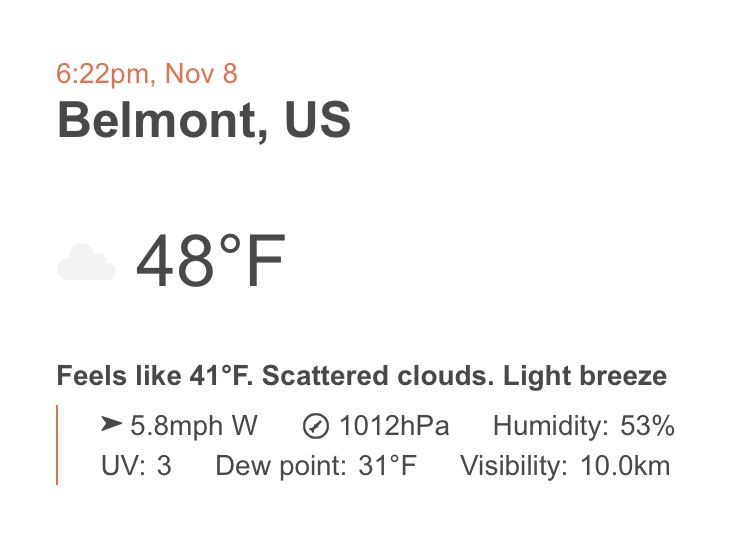 6:22pm, Nov 8
Belmont, US
48°F
Feels like 41°F. Scattered clouds. Light breeze
5.8mph W 1012hPa Humidity: 53%
UV: 3 Dew point: 31°F Visibility: 10.0km